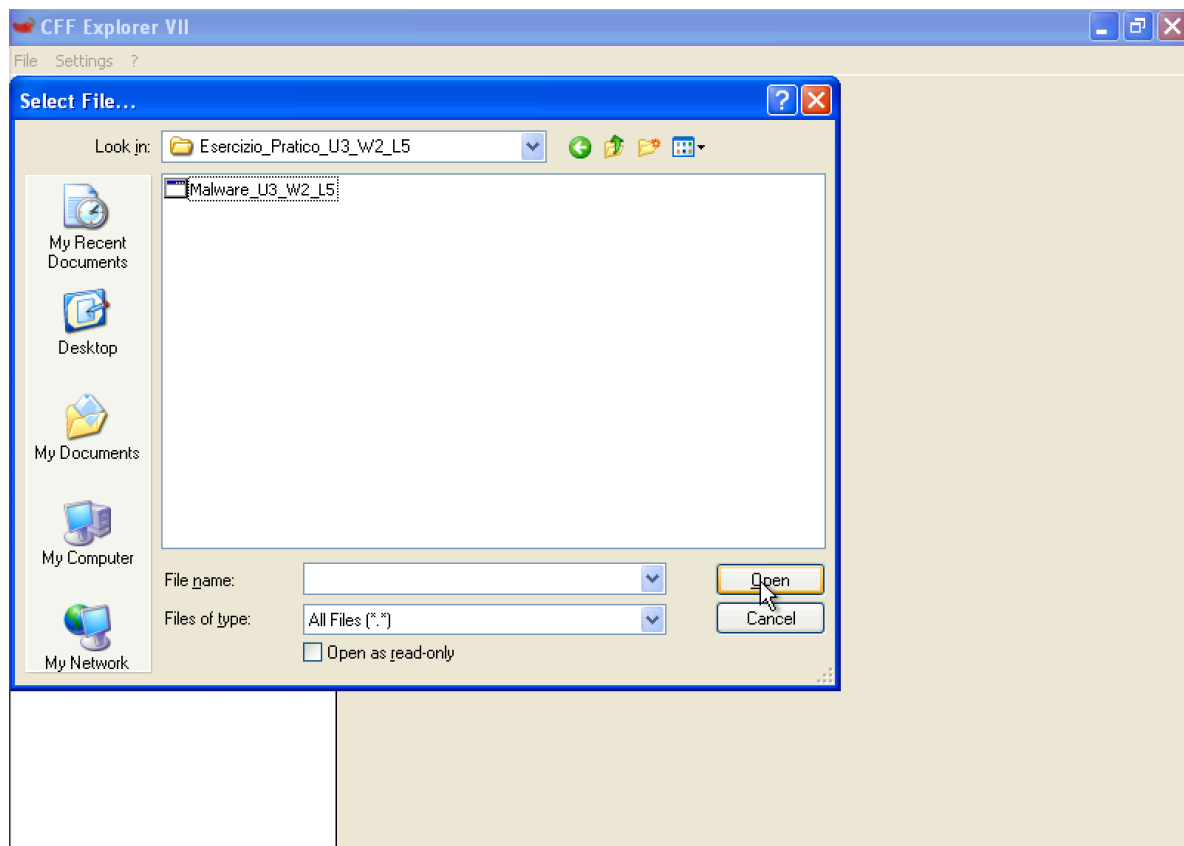 CFF Explorer VII
File Settings ?
Select File...
Look in: Esercizio_Pratico_U3_W2_L5
Malware_U3_W2_L5
My Recent
Documents
Desktop
My Documents
My Computer
My Network
File name:
Open
Files of type: All Files (*.*)
Cancel
Open as read-only